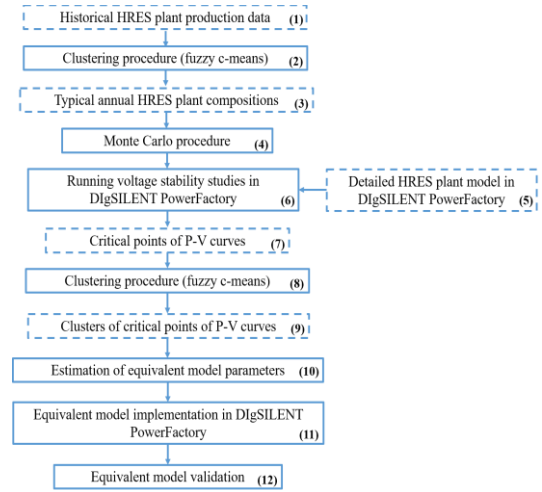 Historical HRES plant production data (1)
Clustering procedure (fuzzy c-means) (2)
Typical annual HRES plant compositions (3)
Monte Carlo procedure (4)
Running voltage stability studies in
DIgSILENT PowerFactory (6)
Detailed HRES plant model in
DIgSILENT PowerFactory (5)
Critical points of P-V curves (7)
Clustering procedure (fuzzy c-means) (8)
Clusters of critical points of P-V curves (9)
Estimation of equivalent model parameters (10)
Equivalent model implementation in DIgSILENT
PowerFactory (11)
Equivalent model validation (12)